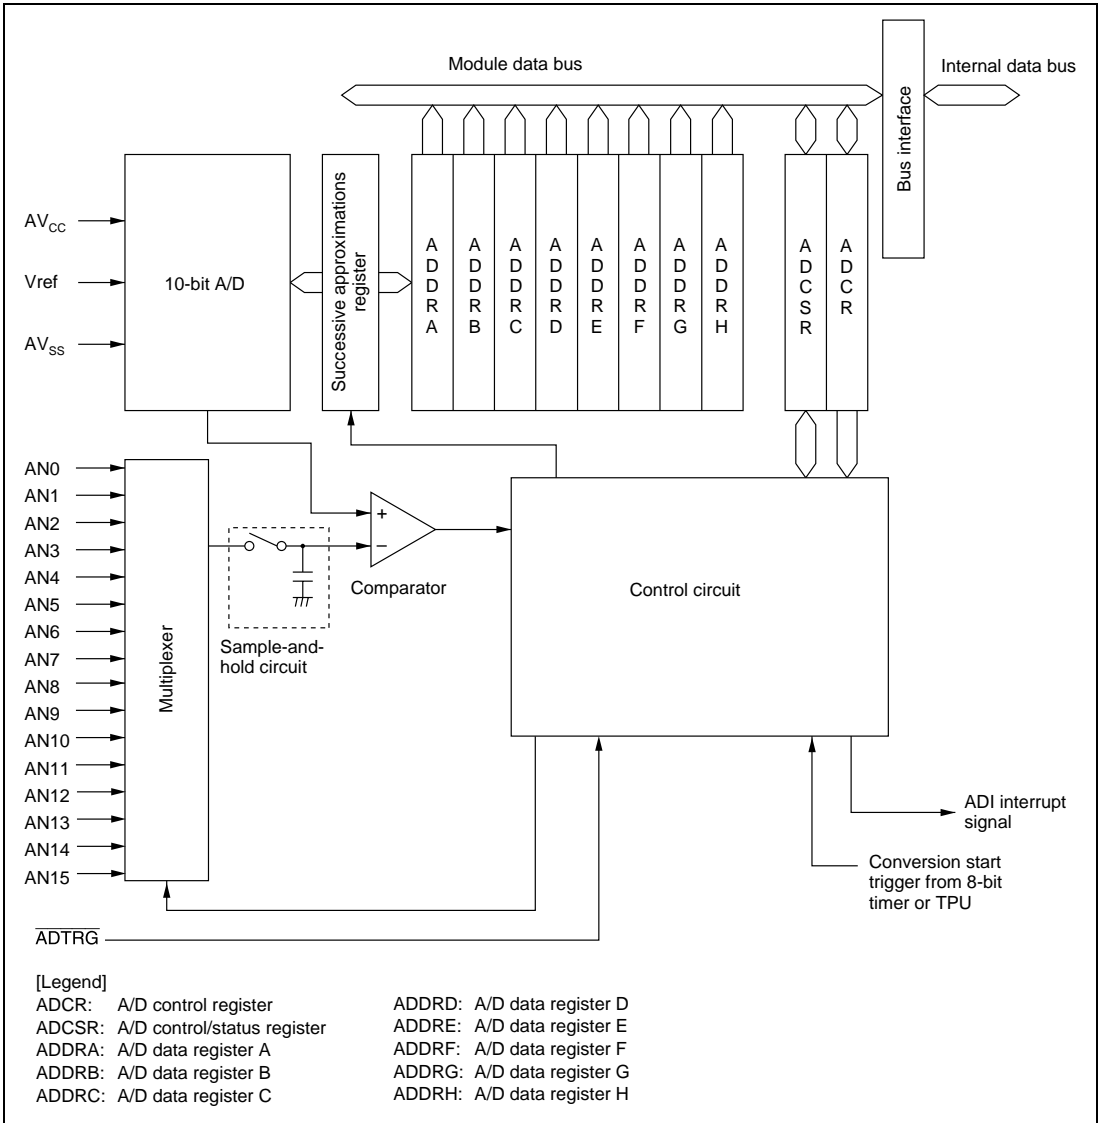 Module data bus
Internal data bus
Bus interface
Successive approximations
register
AVCC
Vref
AVSS
10-bit A/D
ADDRA
ADDRB
ADDRC
ADDRD
ADDRE
ADDRF
ADDRG
ADDRH
ADCSR
ADCR
AN0
AN1
AN2
AN3
AN4
AN5
AN6
AN7
AN8
AN9
AN10
AN11
AN12
AN13
AN14
AN15
Multiplexer
+
−
Comparator
Sample-and-
hold circuit
Control circuit
ADI interrupt
signal
Conversion start
trigger from 8-bit
timer or TPU
ADTRG
[Legend]
ADCR: A/D control register
ADCSR: A/D control/status register
ADDRA: A/D data register A
ADDRB: A/D data register B
ADDRC: A/D data register C
ADDRD: A/D data register D
ADDRE: A/D data register E
ADDRF: A/D data register F
ADDRG: A/D data register G
ADDRH: A/D data register H